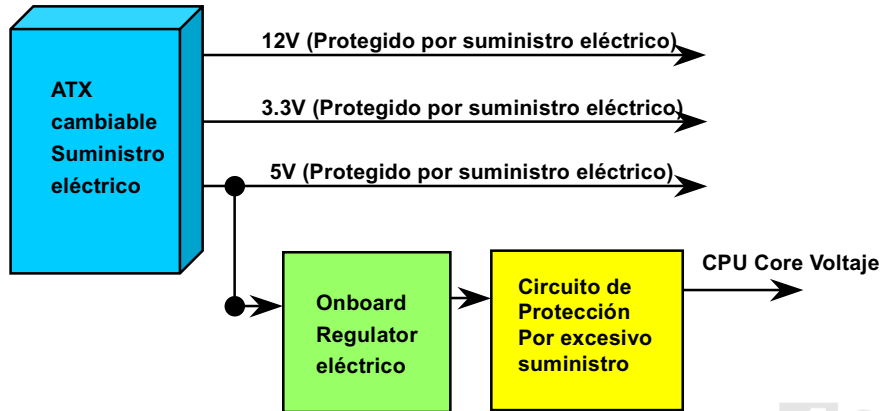 12V (Protegido por suministro eléctrico)
ATX
cambiable
Suministro
eléctrico
3.3V (Protegido por suministro eléctrico)
5V (Protegido por suministro eléctrico)
CPU Core Voltaje
Onboard
Regulator
eléctrico
Circuito de
Protección
Por excesivo
suministro